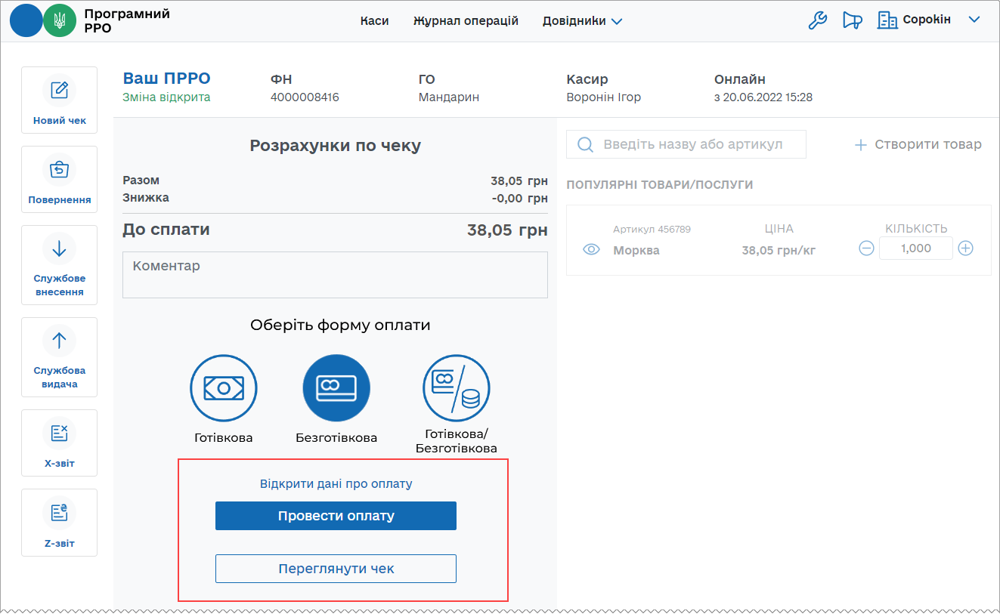 Програмний
РРО
Каси
Журнал операцій
Довідники
Сорокін
Новий чек
Повернення
Службове
внесення
Службова
видача
X-звіт
Z-звіт
Ваш ПРРО
Зміна відкрита
ФН
4000008416
ГО
Мандарин
Касир
Воронін Ігор
Онлайн
з 20.06.2022 15:28
Розрахунки по чеку
Разом 38,05 грн
Знижка -0,00 грн
До сплати 38,05 грн
Коментар
Оберіть форму оплати
Готівкова
Безготівкова
Готівкова/
Безготівкова
Відкрити дані про оплату
Провести оплату
Переглянути чек
Введіть назву або артикул
Створити товар
ПОПУЛЯРНІ ТОВАРИ/ПОСЛУГИ
Артикул 456789
Морква
ЦІНА
38,05 грн/кг
КІЛЬКІСТЬ
1,000